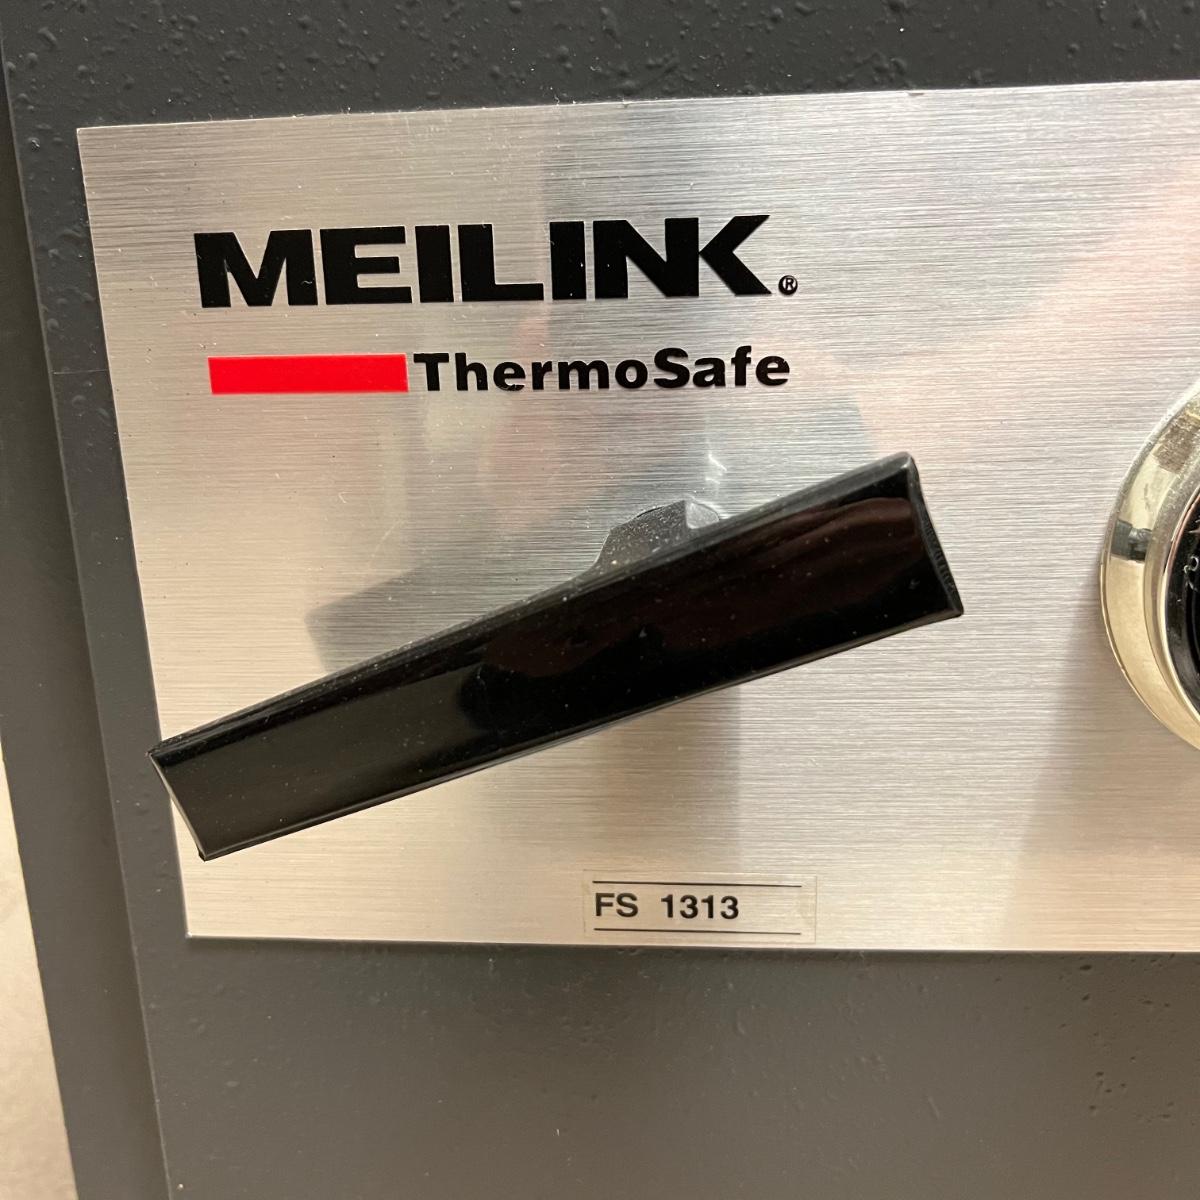 MEILINK®
ThermoSafe
FS 1313